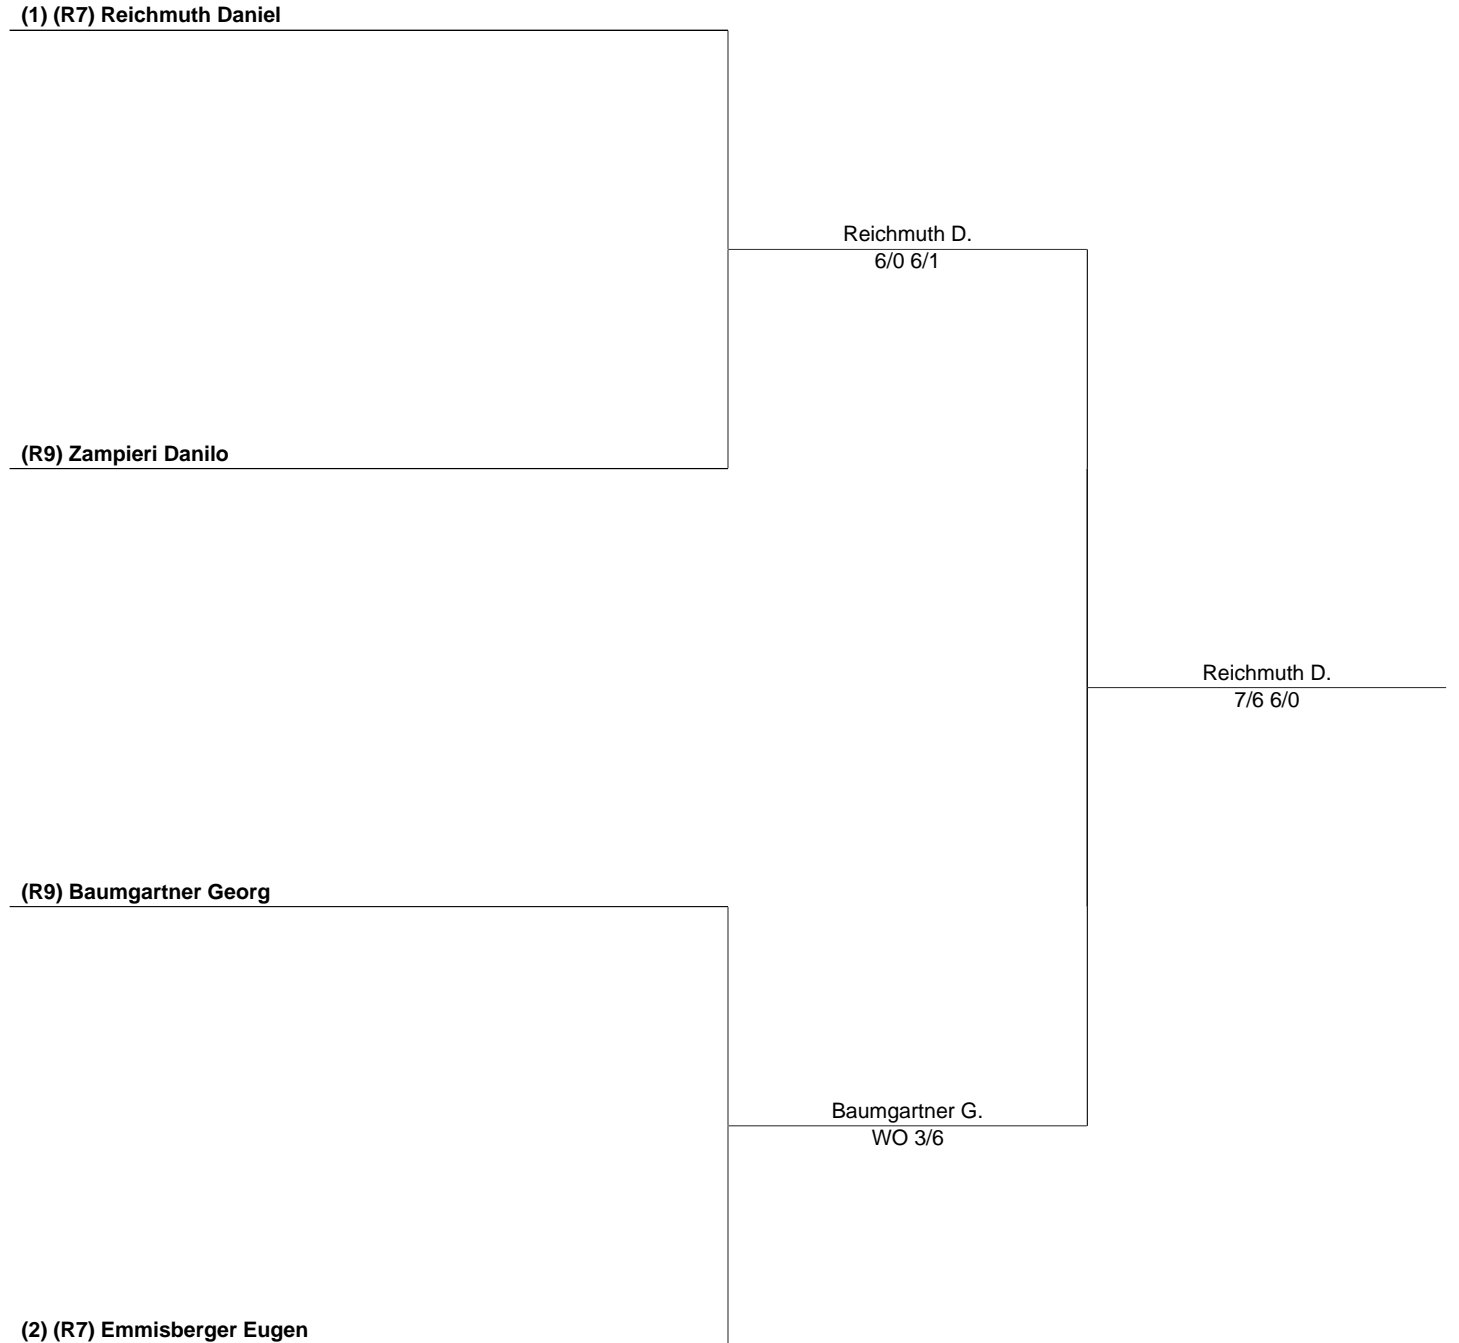 (1) (R7) Reichmuth Daniel
Reichmuth D.
6/0 6/1
(R9) Zampieri Danilo
Reichmuth D.
7/6 6/0
(R9) Baumgartner Georg
Baumgartner G.
WO 3/6
(2) (R7) Emmisberger Eugen